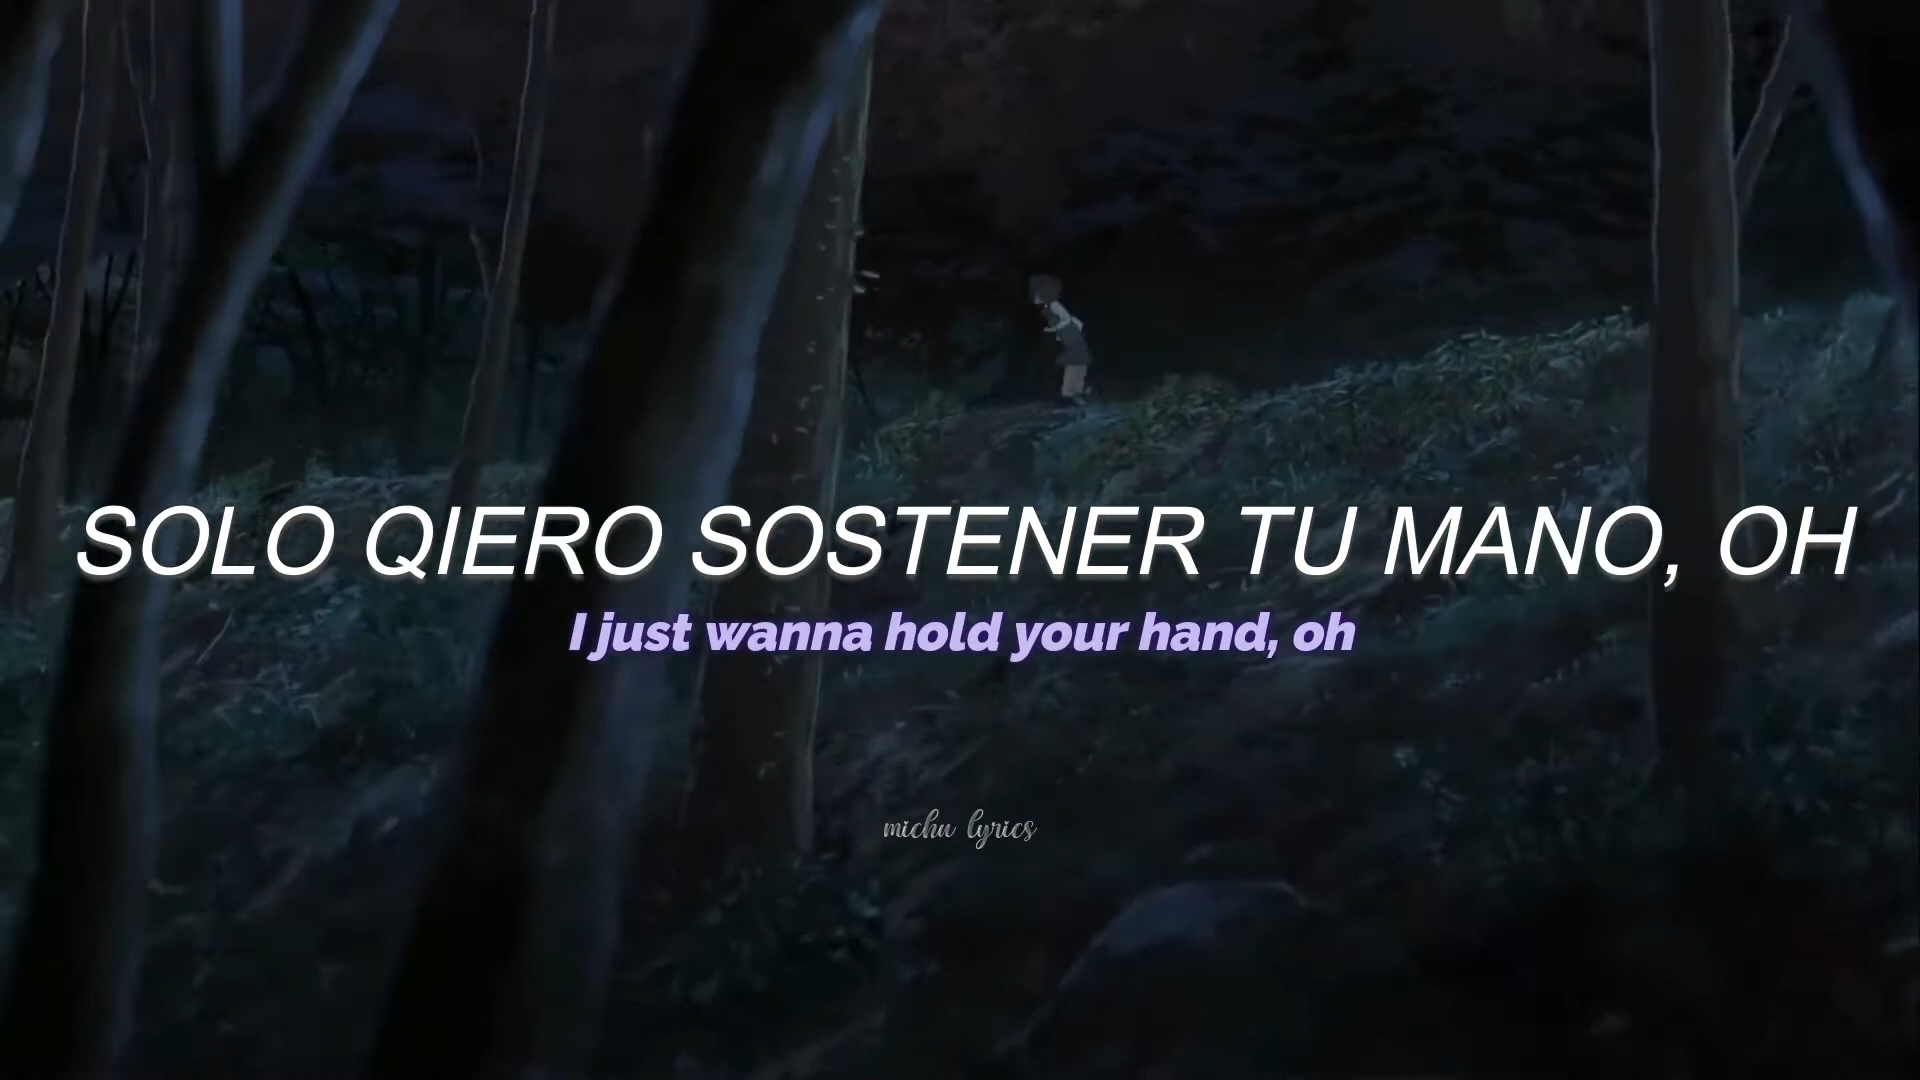 SOLO QIERO SOSTENER TU MANO, OH
I just wanna hold your hand, oh
michu lyrics